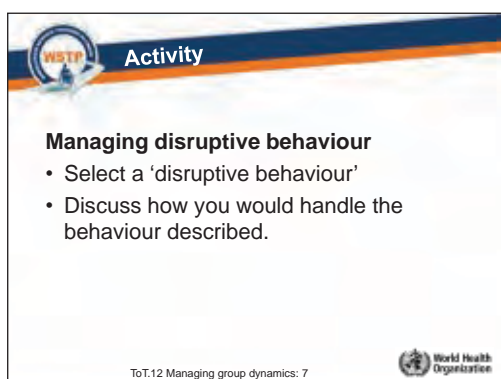 WSTP
Activity
Managing disruptive behaviour
• Select a ‘disruptive behaviour’
• Discuss how you would handle the
behaviour described.
ToT.12 Managing group dynamics: 7
World Health
Organization